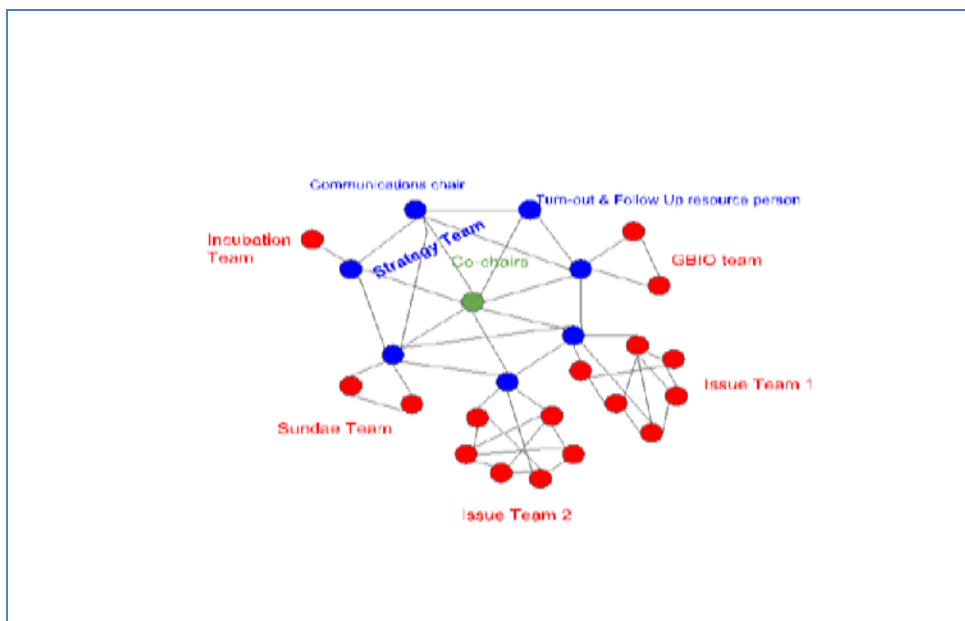 Communications chair
Turn-out & Follow Up resource person
Incubation
Team
Strategy Team
Co-chairs
GBIO team
Issue Team 1
Sundae Team
Issue Team 2